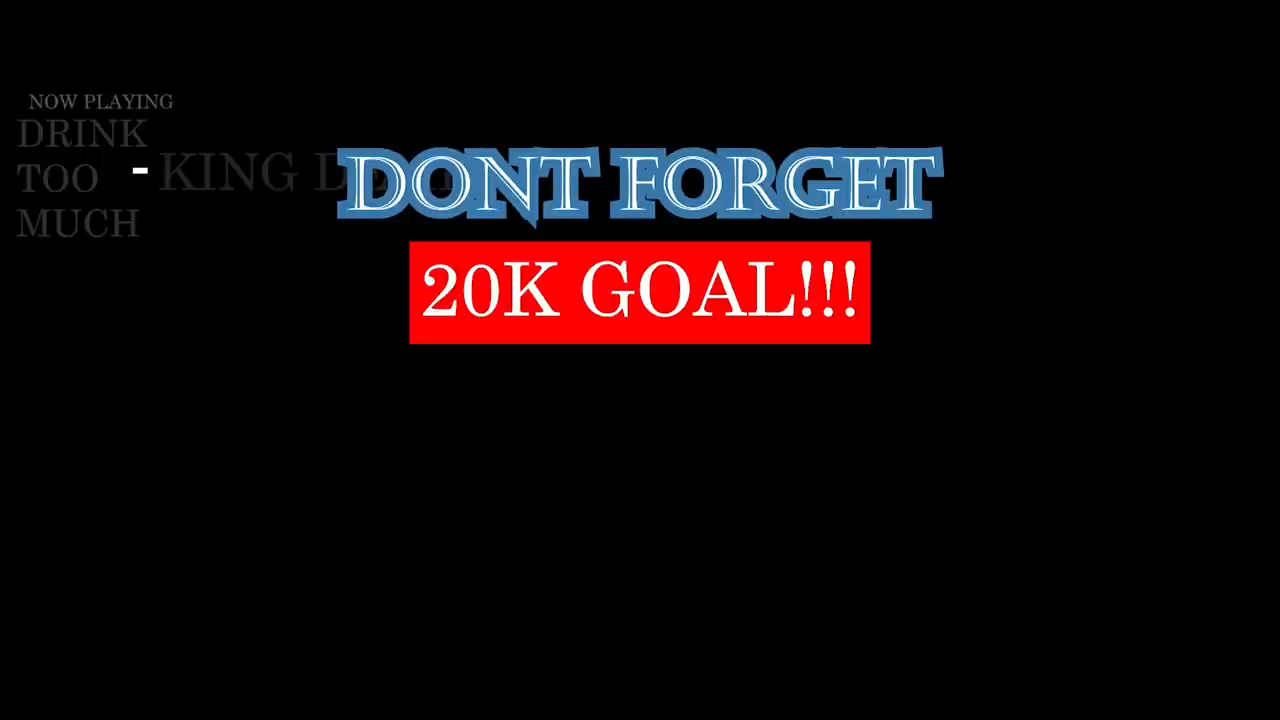 NOW PLAYING
DRINK
TOO
MUCH
- KING
DONT FORGET
20K GOAL!!!